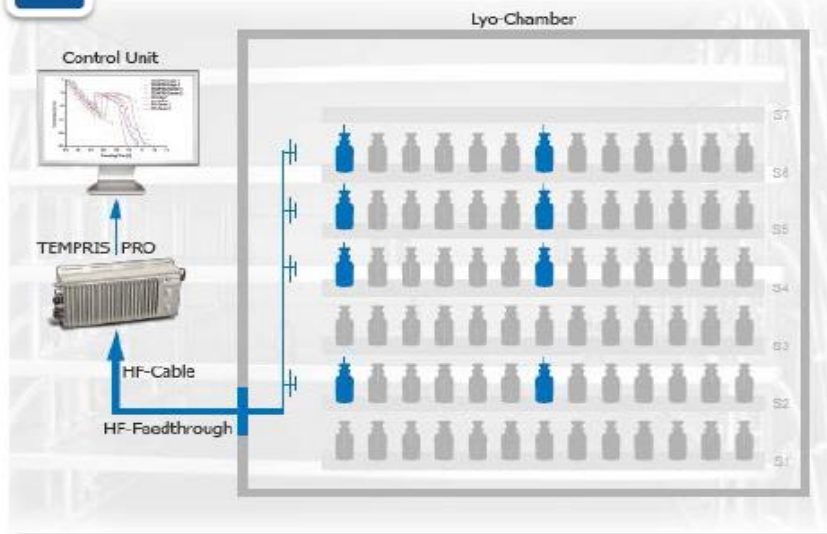 Lyo-Chamber
Control Unit
S7
S6
TEMPRIS PRO
S5
S4
S3
HF-Cable
S2
HF-Feedthrough
S1